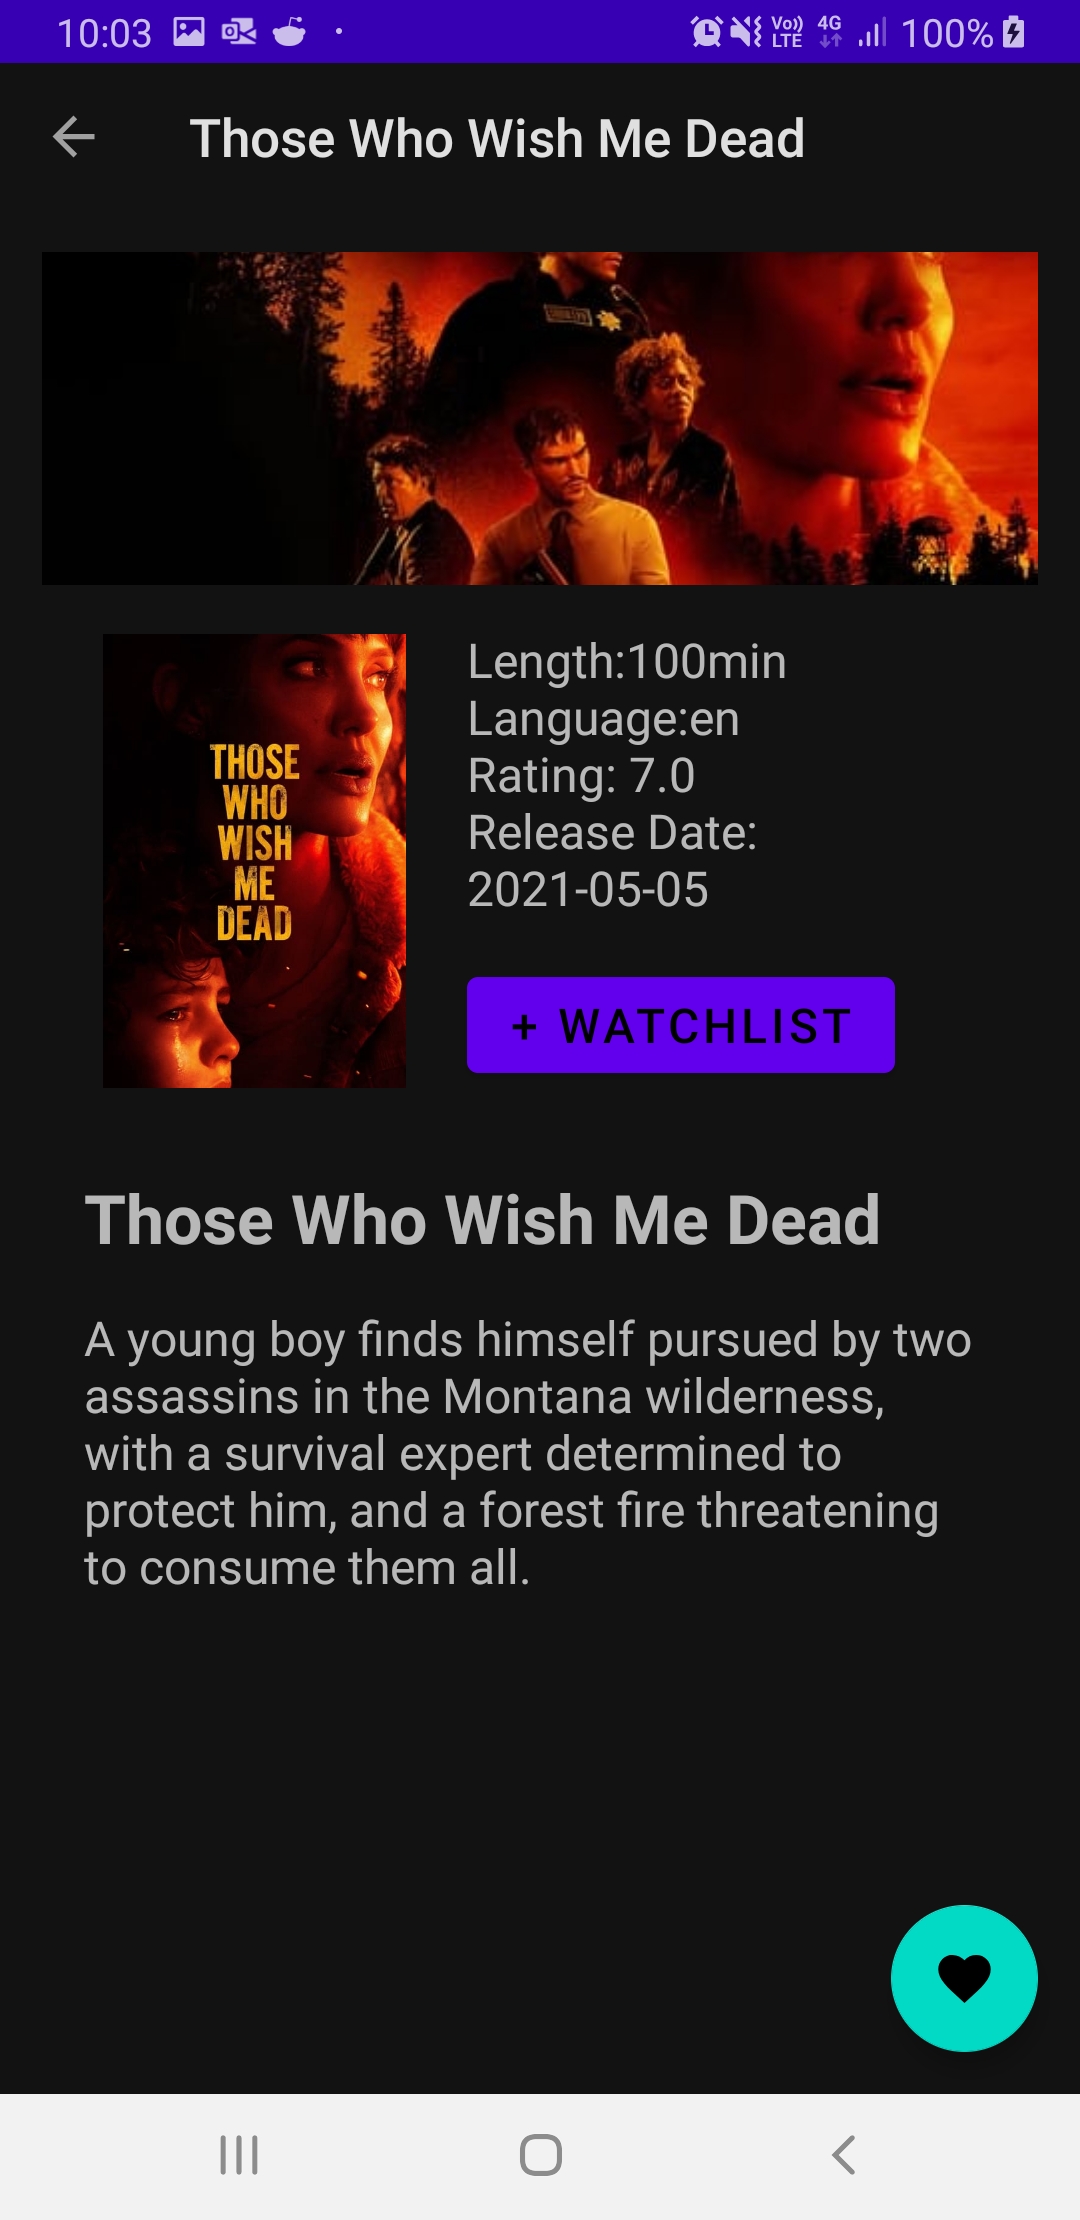 10:03
Vo)) LTE 4G 100%
Those Who Wish Me Dead
THOSE
WHO
WISH
ME
DEAD
Length:100min
Language:en
Rating: 7.0
Release Date:
2021-05-05
+ WATCHLIST
Those Who Wish Me Dead
A young boy finds himself pursued by two
assassins in the Montana wilderness,
with a survival expert determined to
protect him, and a forest fire threatening
to consume them all.